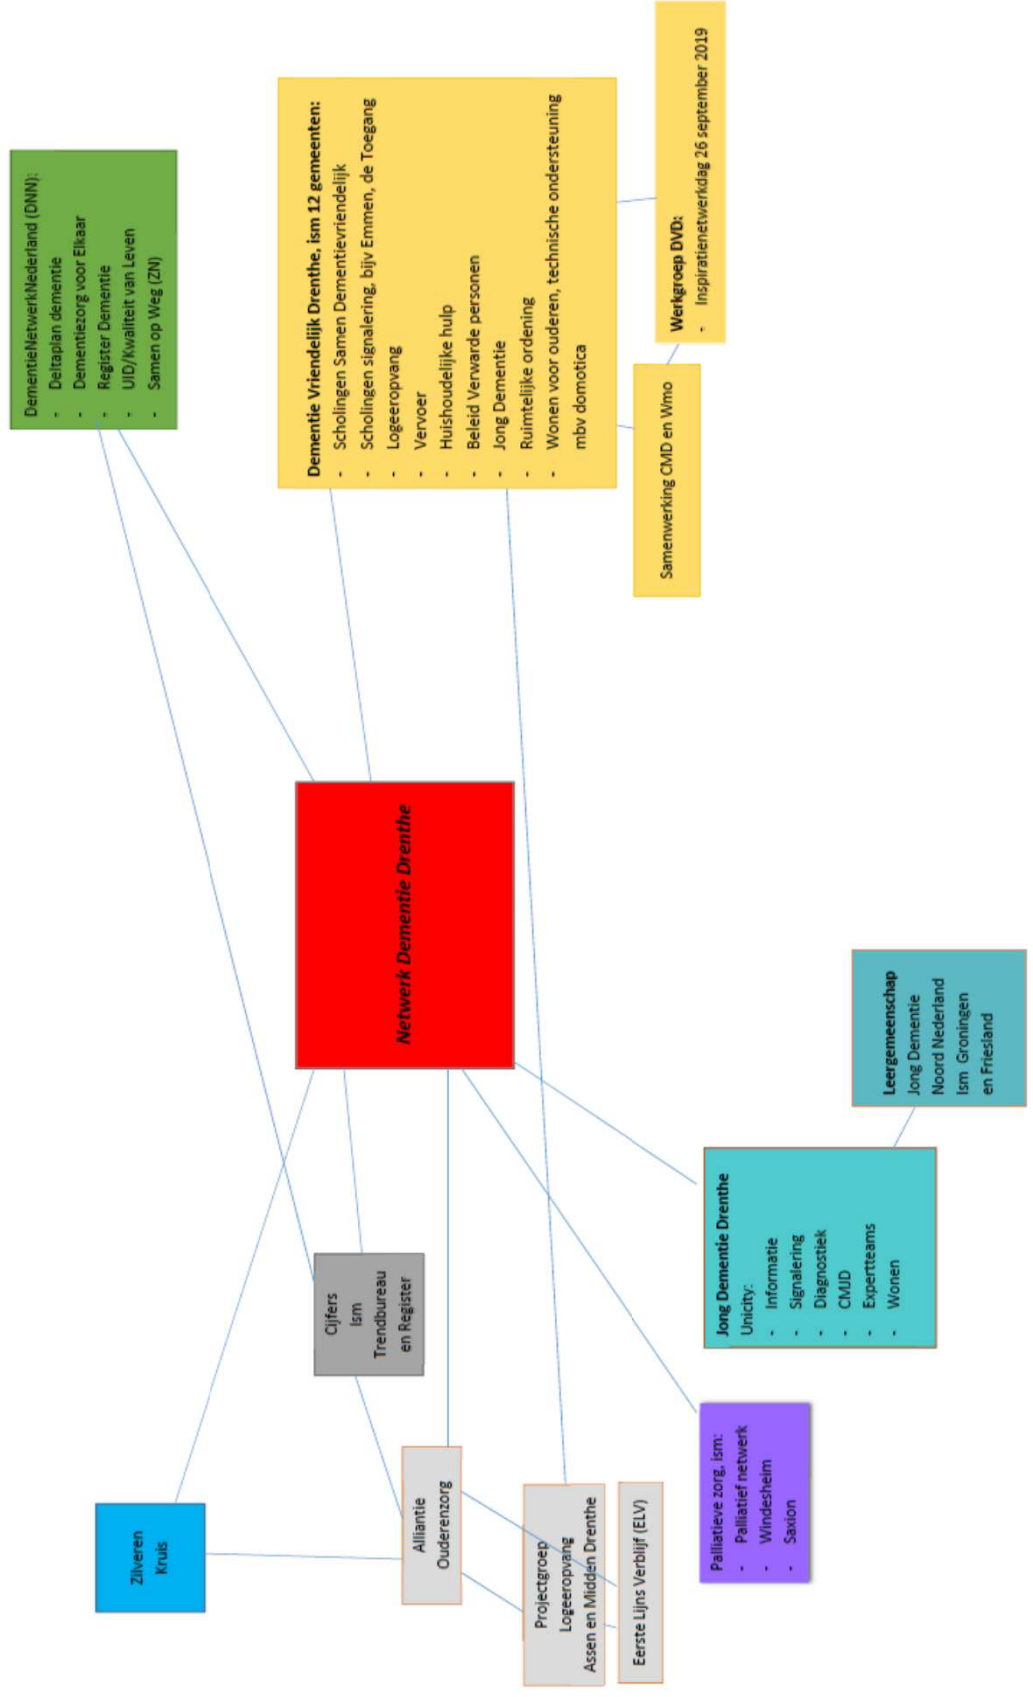 DementieNetwerkNederland (DNN):
- Deltaplan dementie
- Dementiezorg voor Elkaar
- Register Dementie
- UID/Kwaliteit van Leven
- Samen op Weg (ZN)
Zilveren
Kruis
Dementie Vriendelijk Drenthe, ism 12 gemeenten:
- Scholingen Samen Dementievriendelijk
- Scholingen signalering, bijv Emmen, de Toegang
- Logeeropvang
- Vervoer
- Huishoudelijke hulp
- Beleid Verwarde personen
- Jong Dementie
- Ruimtelijke ordening
- Wonen voor ouderen, technische ondersteuning
mbv domotica
Netwerk Dementie Drenthe
Cijfers
Ism
Trendbureau
en Register
Alliantie
Ouderenzorg
Projectgroep
Logeeropvang
Assen en Midden Drenthe
Eerste Lijns Verblijf (ELV)
Samenwerking CMD en Wmo
Werkgroep DVD:
- Inspiratienetwerkdag 26 september 2019
Palliatieve zorg, ism:
- Palliatief netwerk
- Windesheim
- Saxion
Jong Dementie Drenthe
Unicity:
- Informatie
- Signalering
- Diagnostiek
- CMJD
- Expertteams
- Wonen
Leergemeenschap
Jong Dementie
Noord Nederland
Ism Groningen
en Friesland